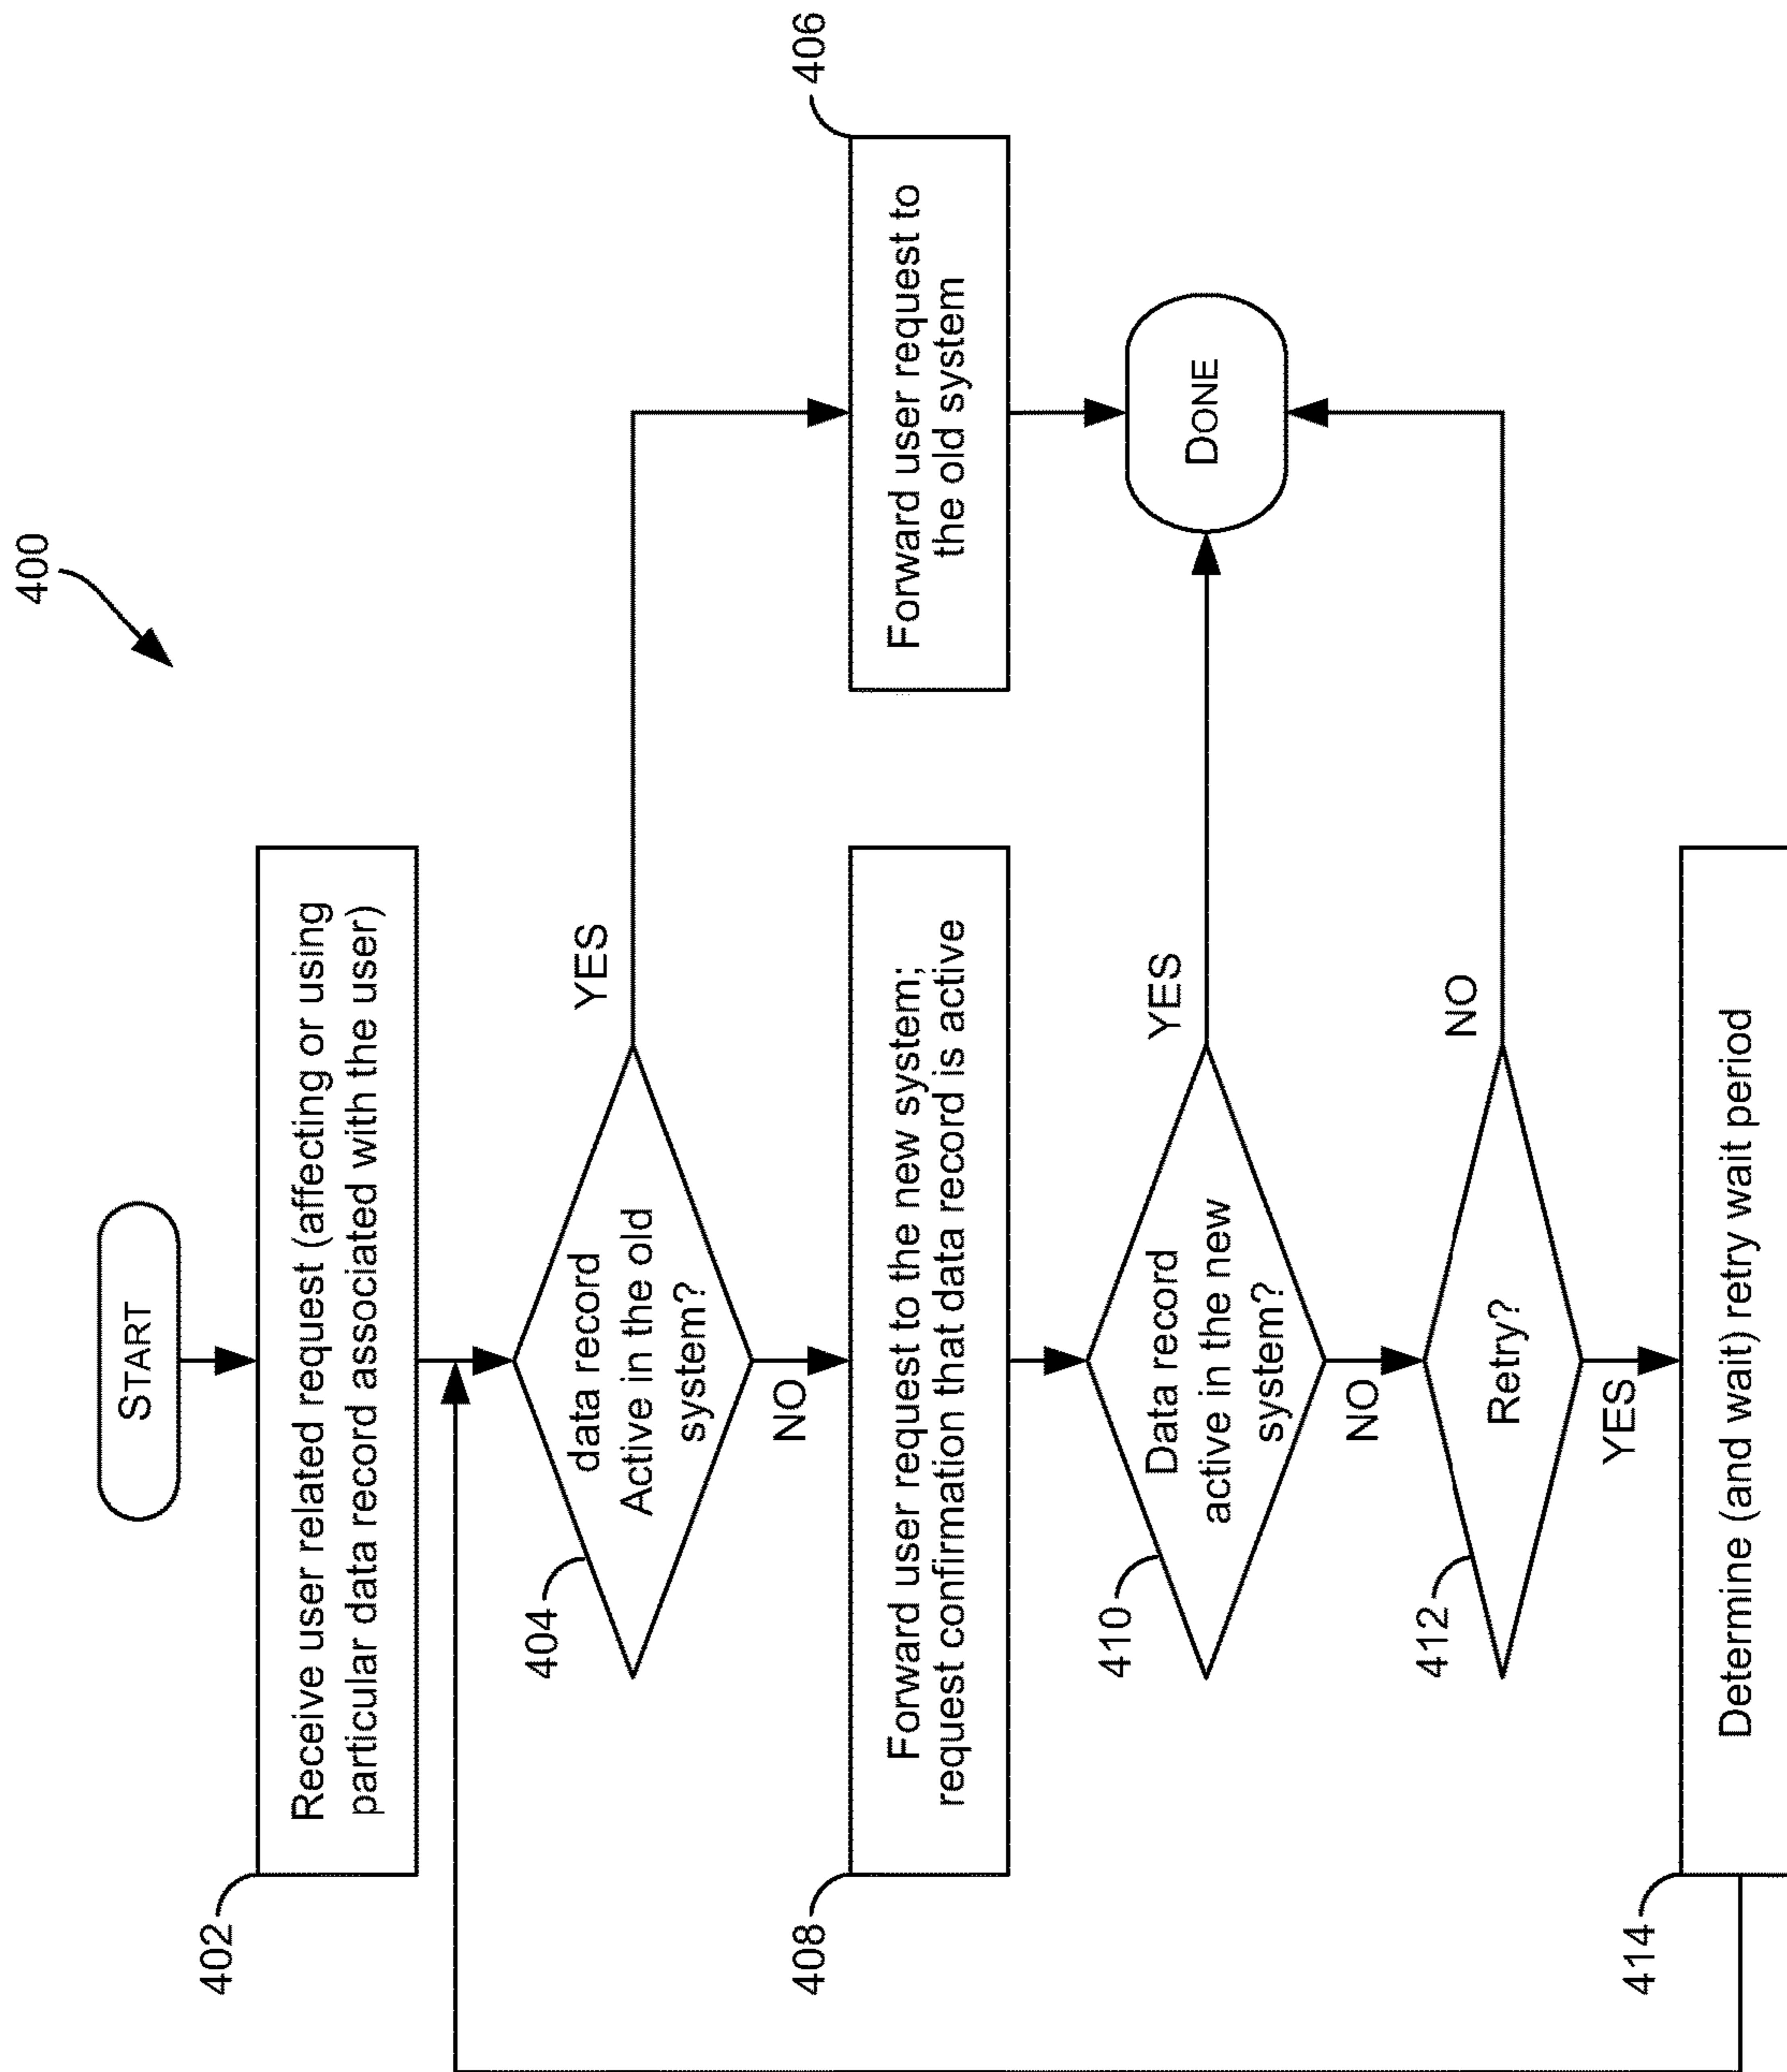 400
START
402
Receive user related request (affecting or using
particular data record associated with the user)
404
data record
Active in the old
system?
YES
NO
406
Forward user request to
the old system
408
Forward user request to the new system;
request confirmation that data record is active
410
Data record
active in the new
system?
YES
DONE
NO
412
Retry?
NO
YES
414
Determine (and wait) retry wait period